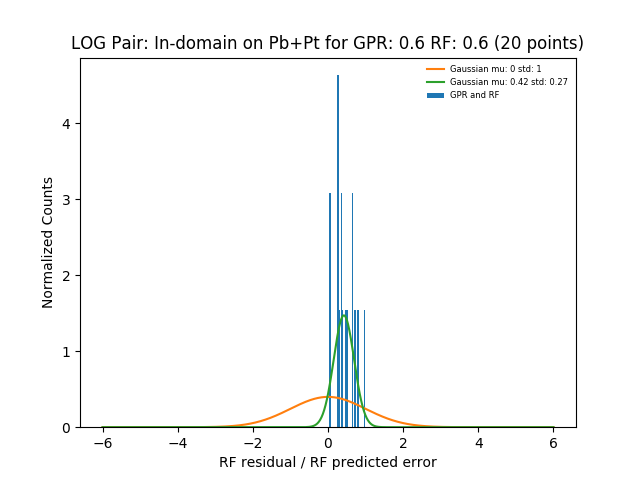 LOG Pair: In-domain on Pb+Pt for GPR: 0.6 RF: 0.6 (20 points)
Gaussian mu: 0 std: 1
Gaussian mu: 0.42 std: 0.27
GPR and RF
Normalized Counts
4
3
2
1
0
−6 −4 −2 0 2 4 6
RF residual / RF predicted error